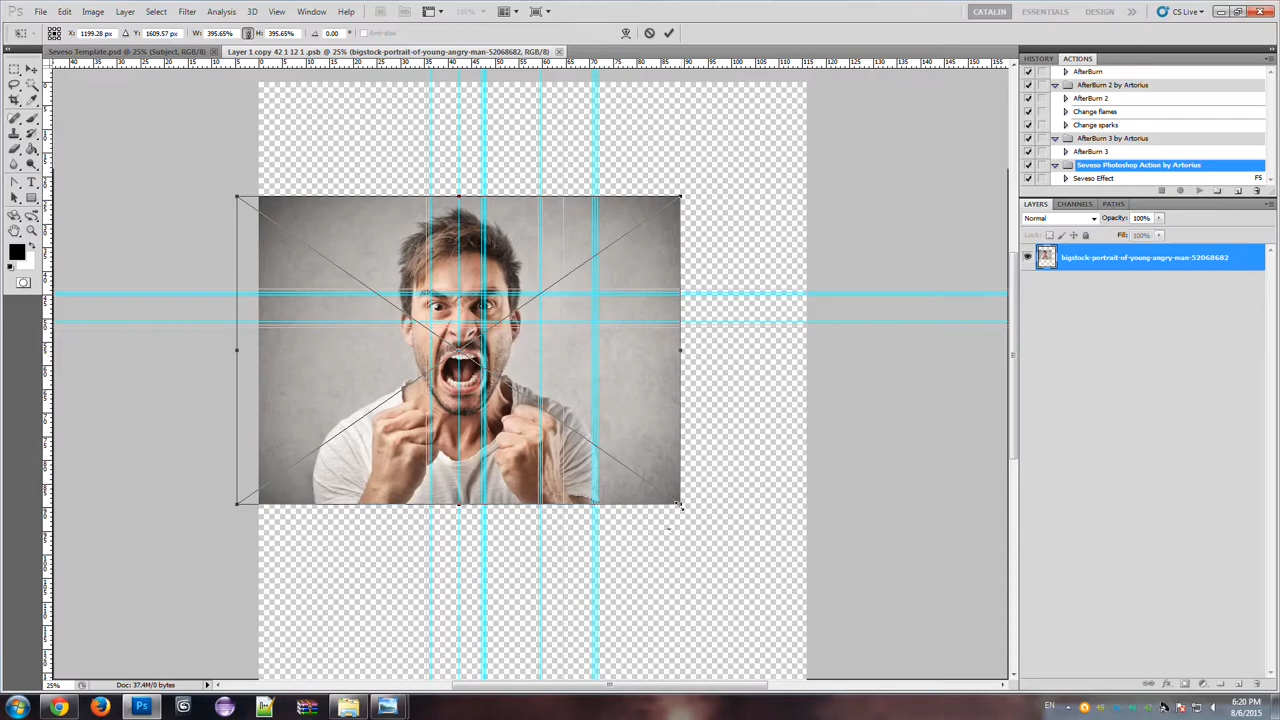 Ps File Edit Image Layer Select Filter Analysis 3D View Window Help 100% CATALIN ESSENTIALS DESIGN CS Live
X: 1199.28 px Y: 1609.57 px W: 395.65% H: 395.65% 0.00 ° Anti-alias
Seveso Template.psd @ 25% (Subject, RGB/8) Layer 1 copy 42 1 12 1 .psb @ 25% (bigstock-portrait-of-young-angry-man-52068682, RGB/8)
HISTORY ACTIONS
AfterBurn
AfterBurn 2 by Artorius
AfterBurn 2
Change flames
Change sparks
AfterBurn 3 by Artorius
AfterBurn 3
Seveso Photoshop Action by Artorius
Seveso Effect F5
LAYERS CHANNELS PATHS
Normal Opacity: 100%
Lock: Fill: 100%
bigstock-portrait-of-young-angry-man-52068682
25% Doc: 37.4M/0 bytes
EN 6:20 PM
8/6/2015